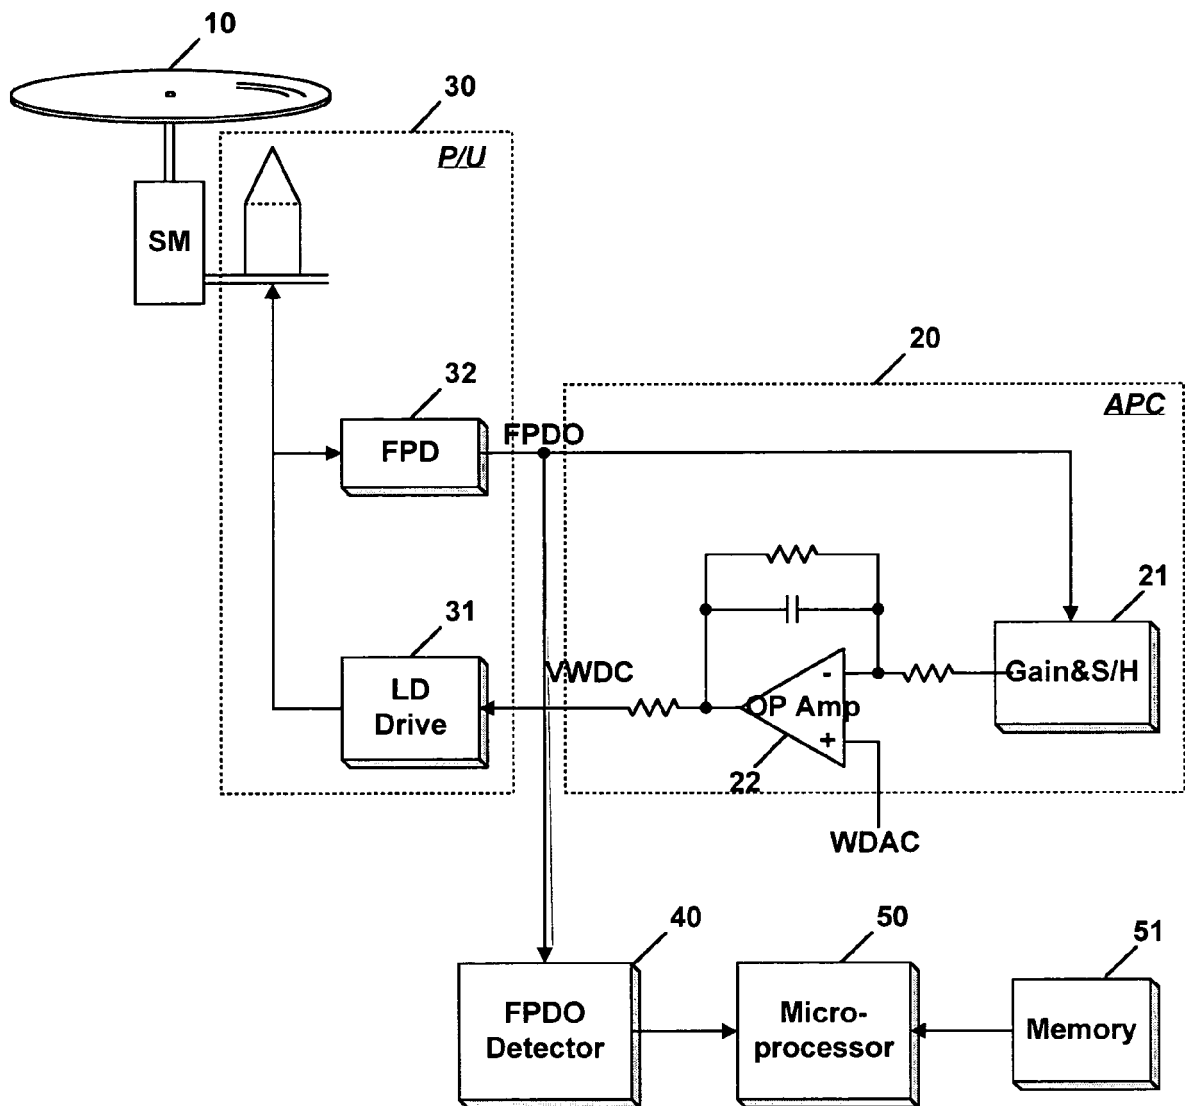 10
30
P/U
SM
20
32
APC
FPD
FPDO
21
31
Gain&S/H
VWDC
LD
Drive
-
OP Amp
+
22
WDAC
40
50
51
FPDO
Detector
Micro-
processor
Memory